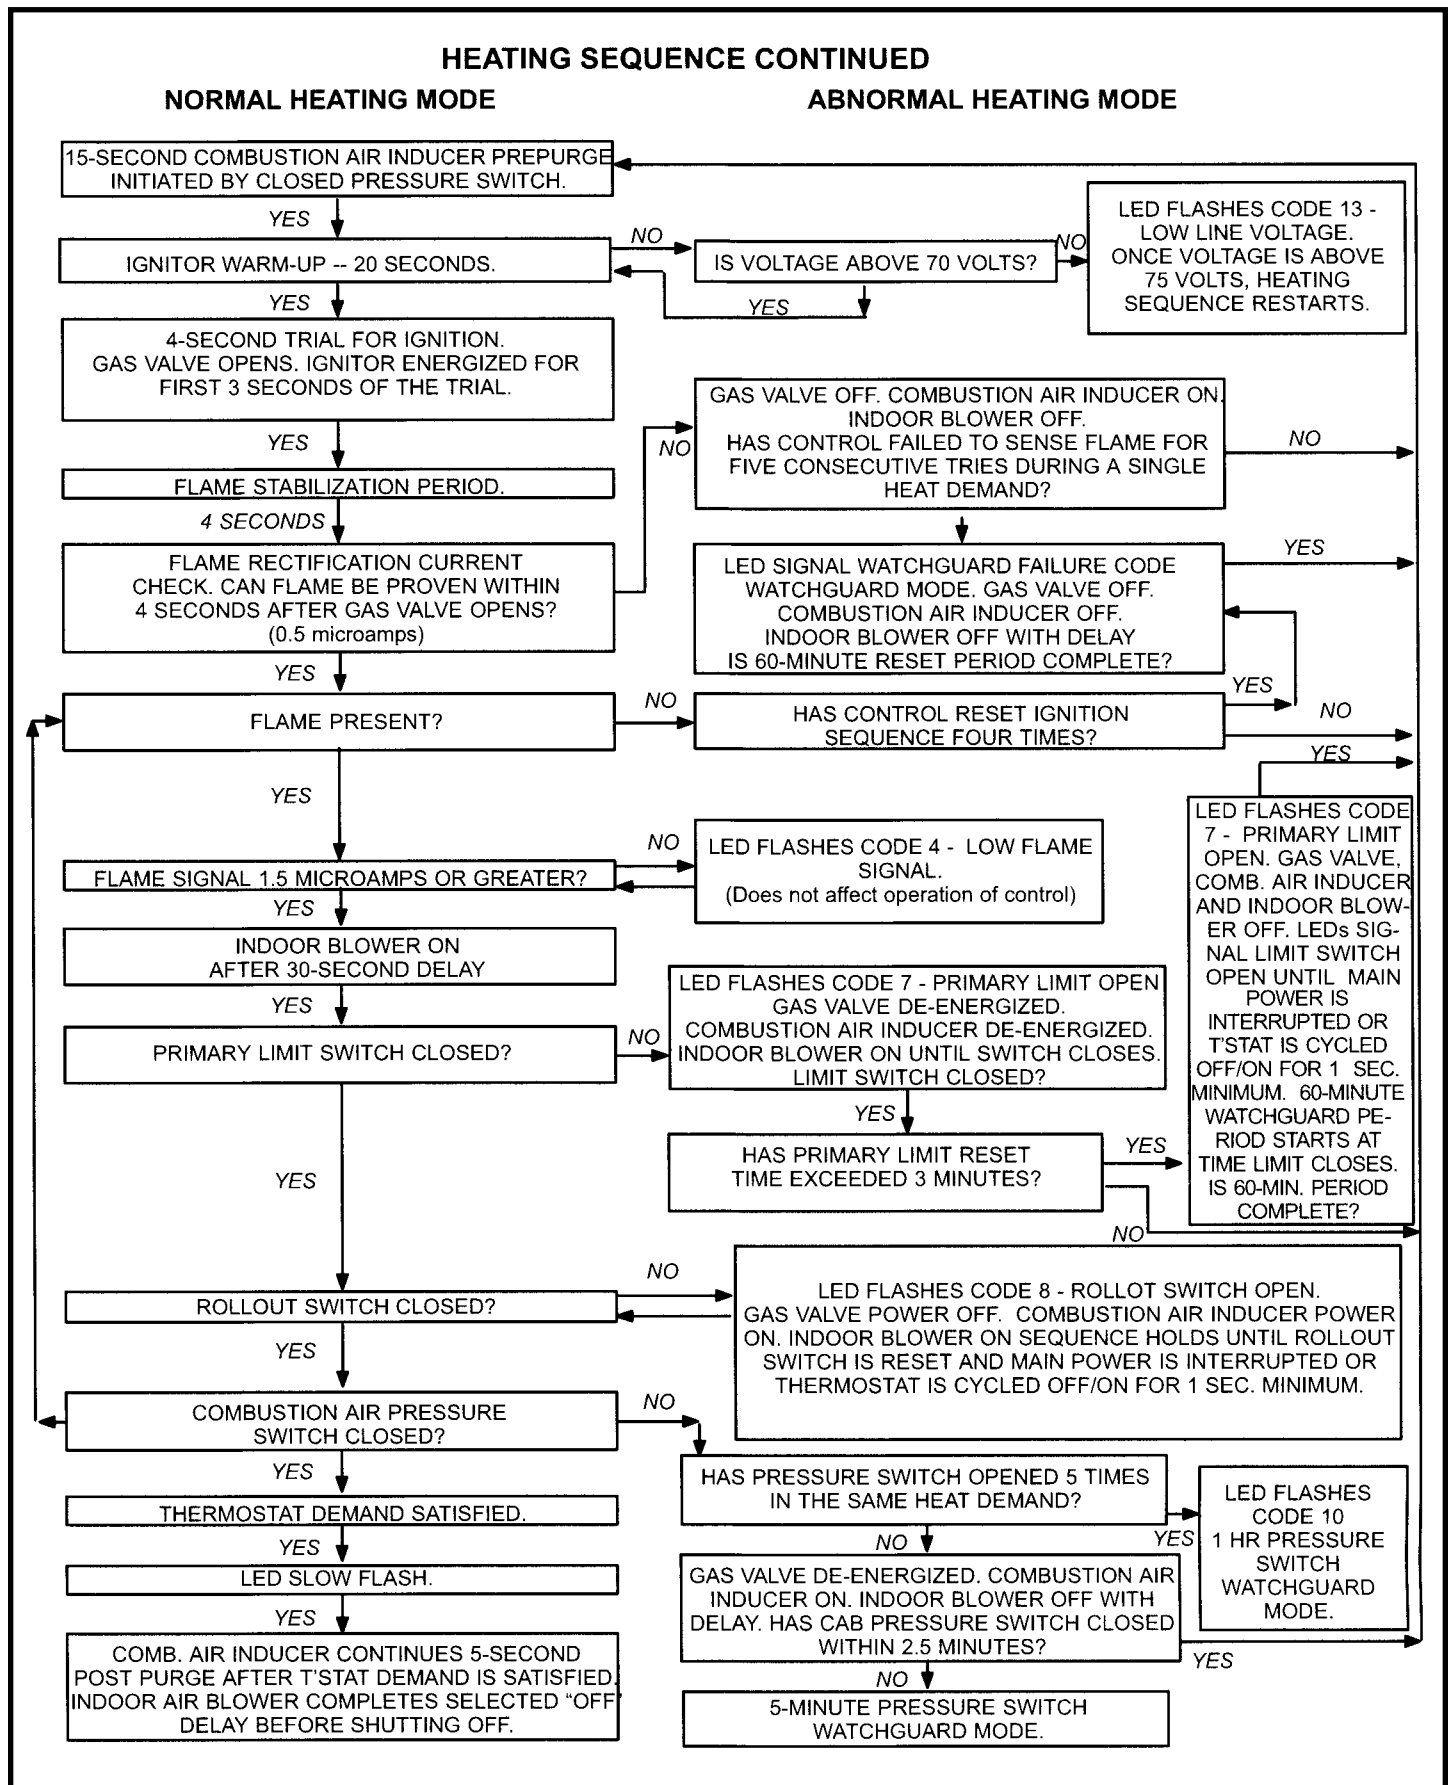 HEATING SEQUENCE CONTINUED
NORMAL HEATING MODE
ABNORMAL HEATING MODE
15-SECOND COMBUSTION AIR INDUCER PREPURGE
INITIATED BY CLOSED PRESSURE SWITCH.
YES
IGNITOR WARM-UP -- 20 SECONDS.
NO
IS VOLTAGE ABOVE 70 VOLTS?
NO
YES
LED FLASHES CODE 13 -
LOW LINE VOLTAGE.
ONCE VOLTAGE IS ABOVE
75 VOLTS, HEATING
SEQUENCE RESTARTS.
YES
4-SECOND TRIAL FOR IGNITION.
GAS VALVE OPENS. IGNITOR ENERGIZED FOR
FIRST 3 SECONDS OF THE TRIAL.
YES
FLAME STABILIZATION PERIOD.
4 SECONDS
FLAME RECTIFICATION CURRENT
CHECK. CAN FLAME BE PROVEN WITHIN
4 SECONDS AFTER GAS VALVE OPENS?
(0.5 microamps)
NO
GAS VALVE OFF. COMBUSTION AIR INDUCER ON.
INDOOR BLOWER OFF.
HAS CONTROL FAILED TO SENSE FLAME FOR
FIVE CONSECUTIVE TRIES DURING A SINGLE
HEAT DEMAND?
NO
LED SIGNAL WATCHGUARD FAILURE CODE
WATCHGUARD MODE. GAS VALVE OFF.
COMBUSTION AIR INDUCER OFF.
INDOOR BLOWER OFF WITH DELAY
IS 60-MINUTE RESET PERIOD COMPLETE?
YES
YES
FLAME PRESENT?
NO
HAS CONTROL RESET IGNITION
SEQUENCE FOUR TIMES?
YES
NO
YES
FLAME SIGNAL 1.5 MICROAMPS OR GREATER?
NO
LED FLASHES CODE 4 - LOW FLAME
SIGNAL.
(Does not affect operation of control)
YES
LED FLASHES CODE
7 - PRIMARY LIMIT
OPEN. GAS VALVE,
COMB. AIR INDUCER
AND INDOOR BLOW-
ER OFF. LEDs SIG-
NAL LIMIT SWITCH
OPEN UNTIL MAIN
POWER IS
INTERRUPTED OR
T'STAT IS CYCLED
OFF/ON FOR 1 SEC.
MINIMUM. 60-MINUTE
WATCHGUARD PE-
RIOD STARTS AT
TIME LIMIT CLOSES.
IS 60-MIN. PERIOD
COMPLETE?
YES
INDOOR BLOWER ON
AFTER 30-SECOND DELAY
YES
PRIMARY LIMIT SWITCH CLOSED?
NO
LED FLASHES CODE 7 - PRIMARY LIMIT OPEN
GAS VALVE DE-ENERGIZED.
COMBUSTION AIR INDUCER DE-ENERGIZED.
INDOOR BLOWER ON UNTIL SWITCH CLOSES.
LIMIT SWITCH CLOSED?
YES
HAS PRIMARY LIMIT RESET
TIME EXCEEDED 3 MINUTES?
YES
NO
YES
ROLLOUT SWITCH CLOSED?
NO
LED FLASHES CODE 8 - ROLLOT SWITCH OPEN.
GAS VALVE POWER OFF. COMBUSTION AIR INDUCER POWER
ON. INDOOR BLOWER ON SEQUENCE HOLDS UNTIL ROLLOUT
SWITCH IS RESET AND MAIN POWER IS INTERRUPTED OR
THERMOSTAT IS CYCLED OFF/ON FOR 1 SEC. MINIMUM.
YES
COMBUSTION AIR PRESSURE
SWITCH CLOSED?
NO
HAS PRESSURE SWITCH OPENED 5 TIMES
IN THE SAME HEAT DEMAND?
YES
LED FLASHES
CODE 10
1 HR PRESSURE
SWITCH
WATCHGUARD
MODE.
NO
GAS VALVE DE-ENERGIZED. COMBUSTION AIR
INDUCER ON. INDOOR BLOWER OFF WITH
DELAY. HAS CAB PRESSURE SWITCH CLOSED
WITHIN 2.5 MINUTES?
YES
NO
5-MINUTE PRESSURE SWITCH
WATCHGUARD MODE.
YES
THERMOSTAT DEMAND SATISFIED.
YES
LED SLOW FLASH.
YES
COMB. AIR INDUCER CONTINUES 5-SECOND
POST PURGE AFTER T'STAT DEMAND IS SATISFIED.
INDOOR AIR BLOWER COMPLETES SELECTED "OFF"
DELAY BEFORE SHUTTING OFF.